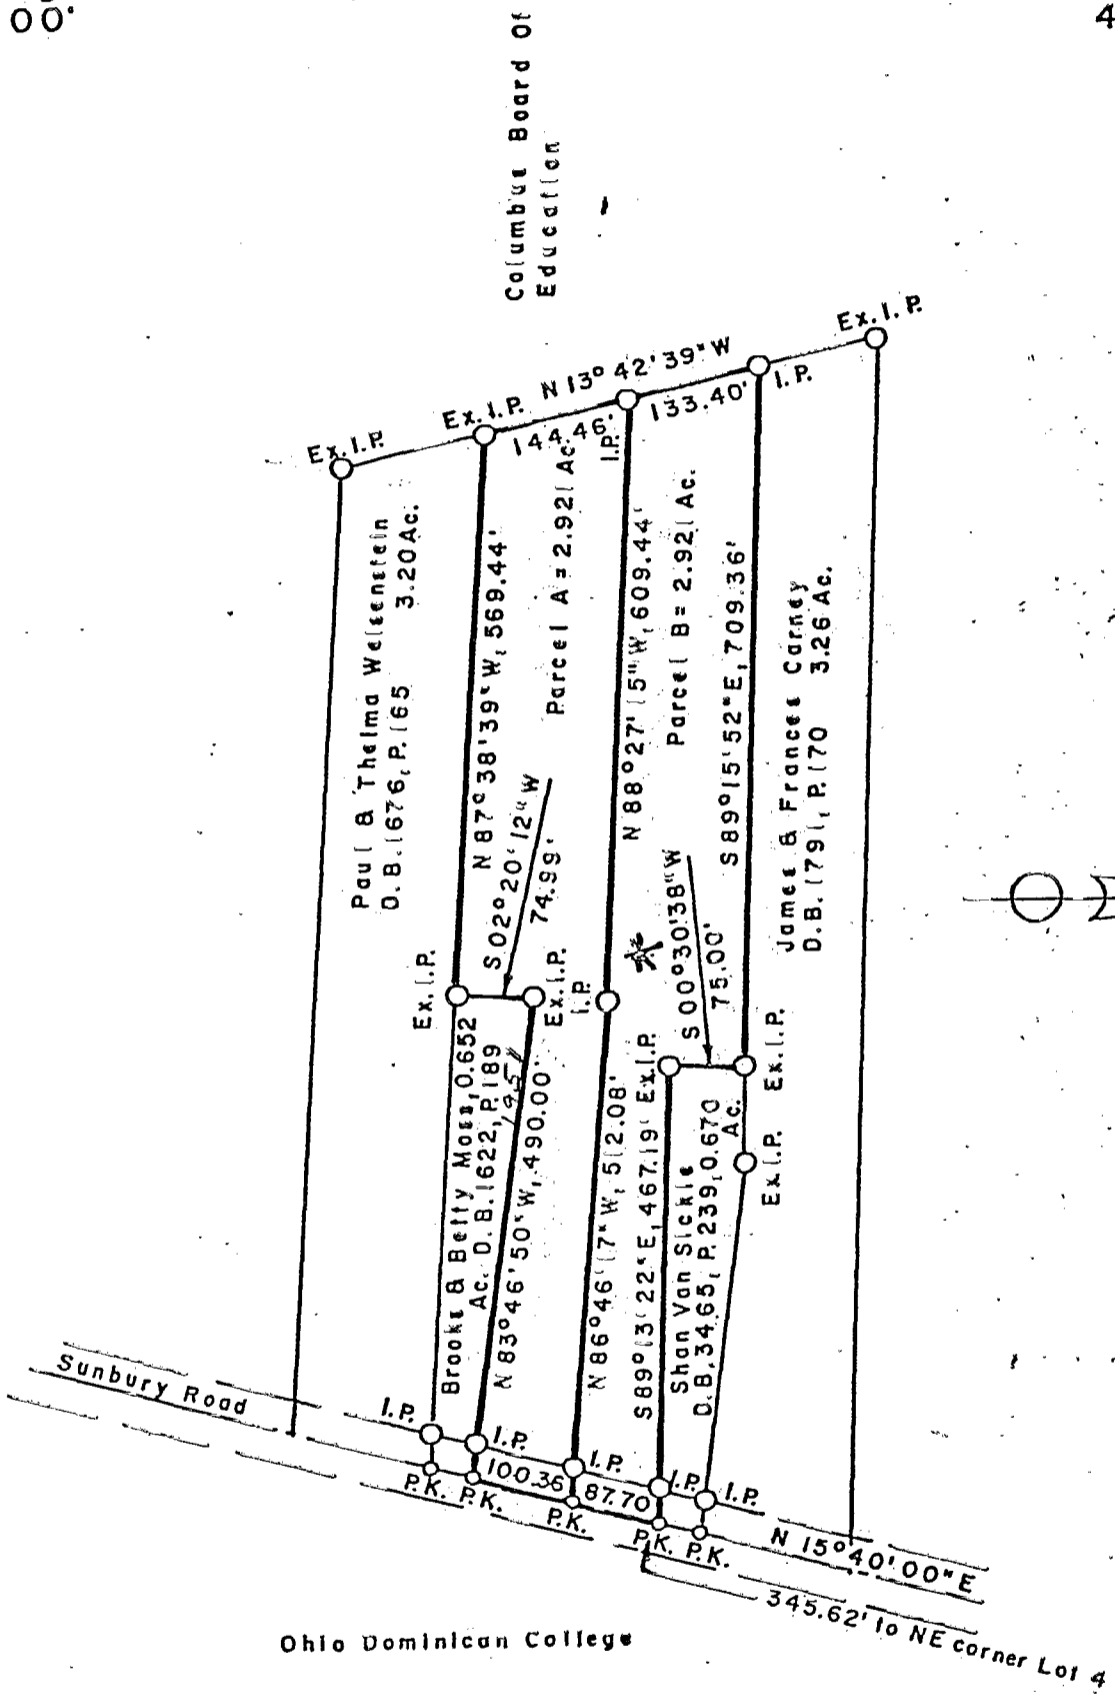 00'
4
Columbus Board Of
Education
Ex. I. P.
N 13° 42' 39" W
I.P.
133.40'
Ex. I.P.
144.46'
I.P.
Ex. I.P.
Paul & Thelma Weisenstein
D.B. 1676, P. 165 3.20 Ac.
N 87° 38' 39" W, 569.44'
Parcel A = 2.921 Ac.
N 88° 27' 15" W, 609.44'
Parcel B = 2.921 Ac.
S 89° 15' 52" E, 709.36'
James & Frances Carney
D.B. 1791, P. 170 3.26 Ac.
S 02° 20' 12" W
74.99'
S 00° 30' 38" W
75.00'
Ex. I.P.
Ex. I.P.
I.P.
Ex. I.P.
Ex. I.P.
Ex. I.P.
Brooks & Betty Moss, 0.652
Ac. D.B. 1622, P. 189
N 83° 46' 50" W, 490.00'
N 86° 46' 17" W, 512.08'
S 89° 13' 22" E, 467.19'
Shan Van Sickle
D.B. 3465, P. 239, 0.670
Ac.
Sunbury Road
I.P.
I.P.
I.P.
I.P.
I.P.
100.36
87.70
P.K.
P.K.
P.K.
P.K.
P.K.
N 15° 40' 00" E
345.62' to NE corner Lot 4
Ohio Dominican College